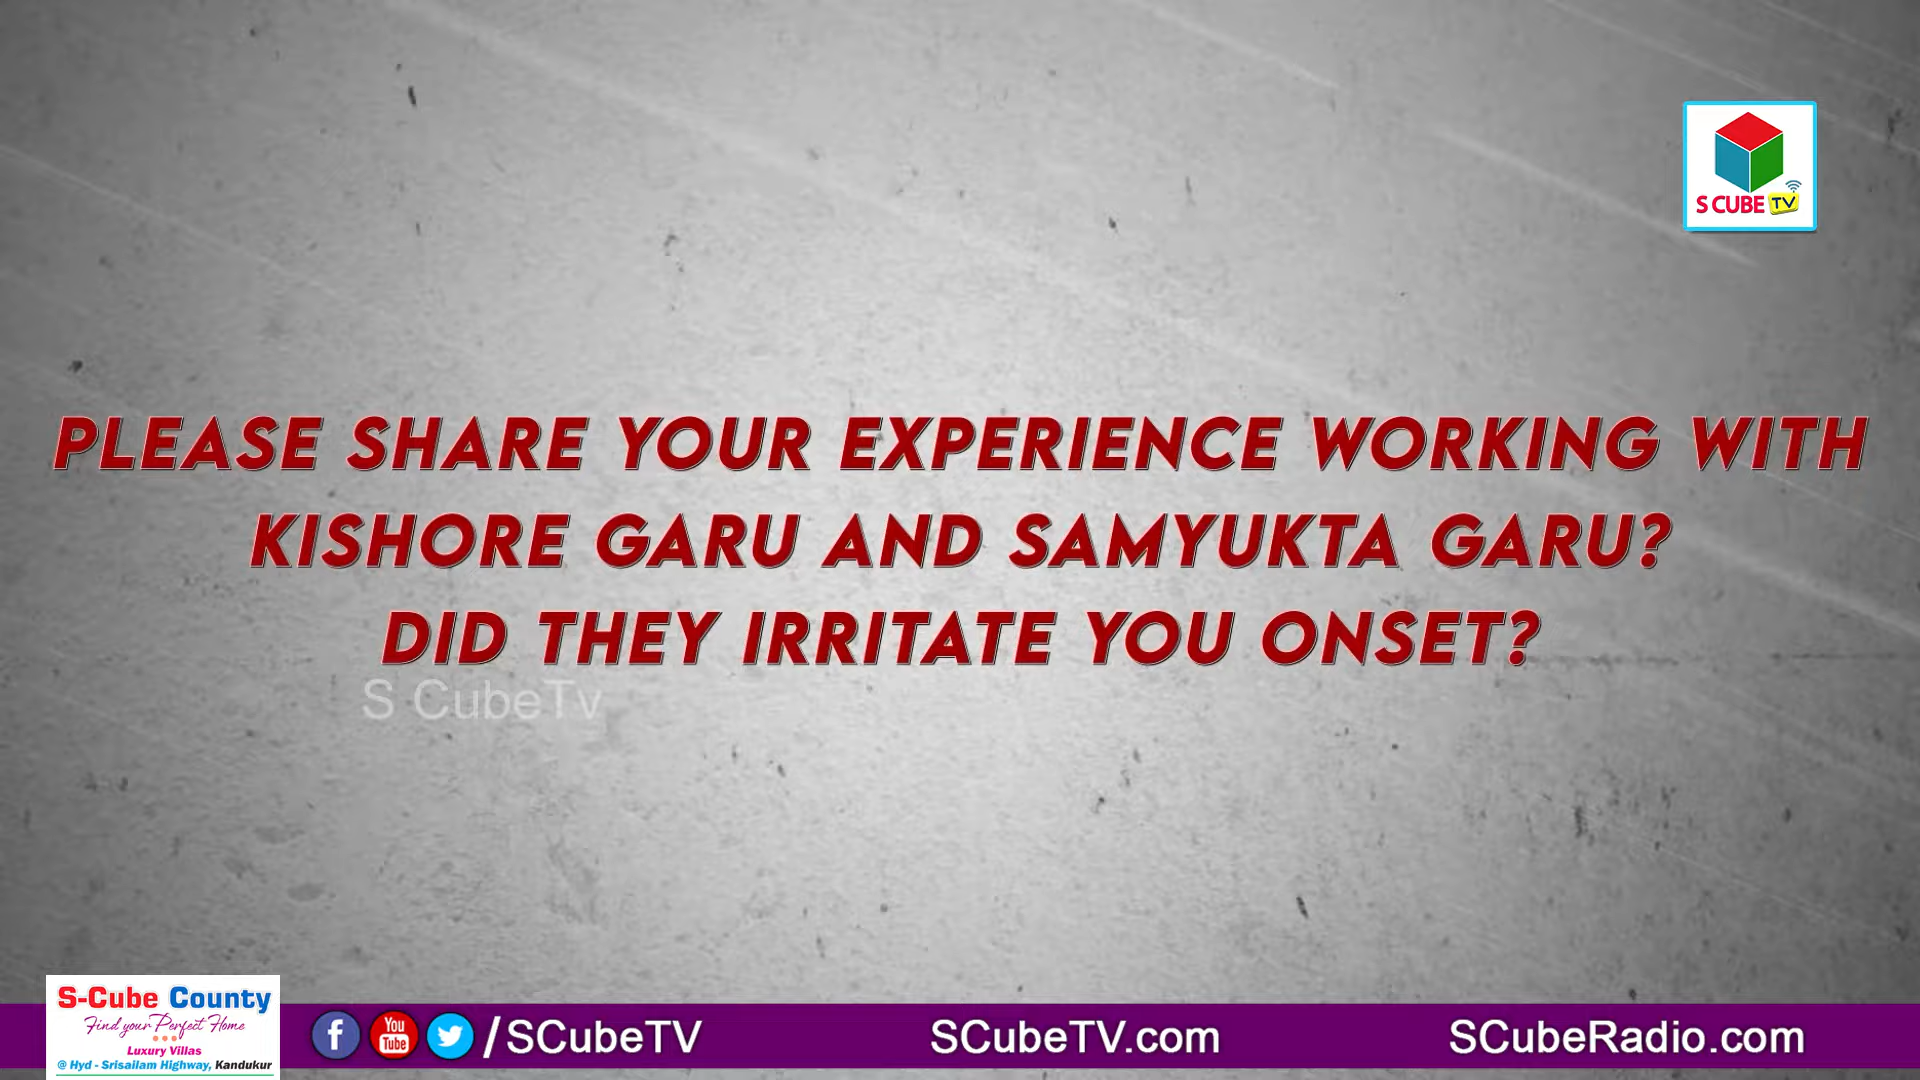 S CUBE TV
PLEASE SHARE YOUR EXPERIENCE WORKING WITH
KISHORE GARU AND SAMYUKTA GARU?
DID THEY IRRITATE YOU ONSET?
S CubeTv
S-Cube County
Find your Perfect Home
Luxury Villas
@ Hyd - Srisailam Highway, Kandukur
f You Tube /SCubeTV
SCubeTV.com
SCubeRadio.com